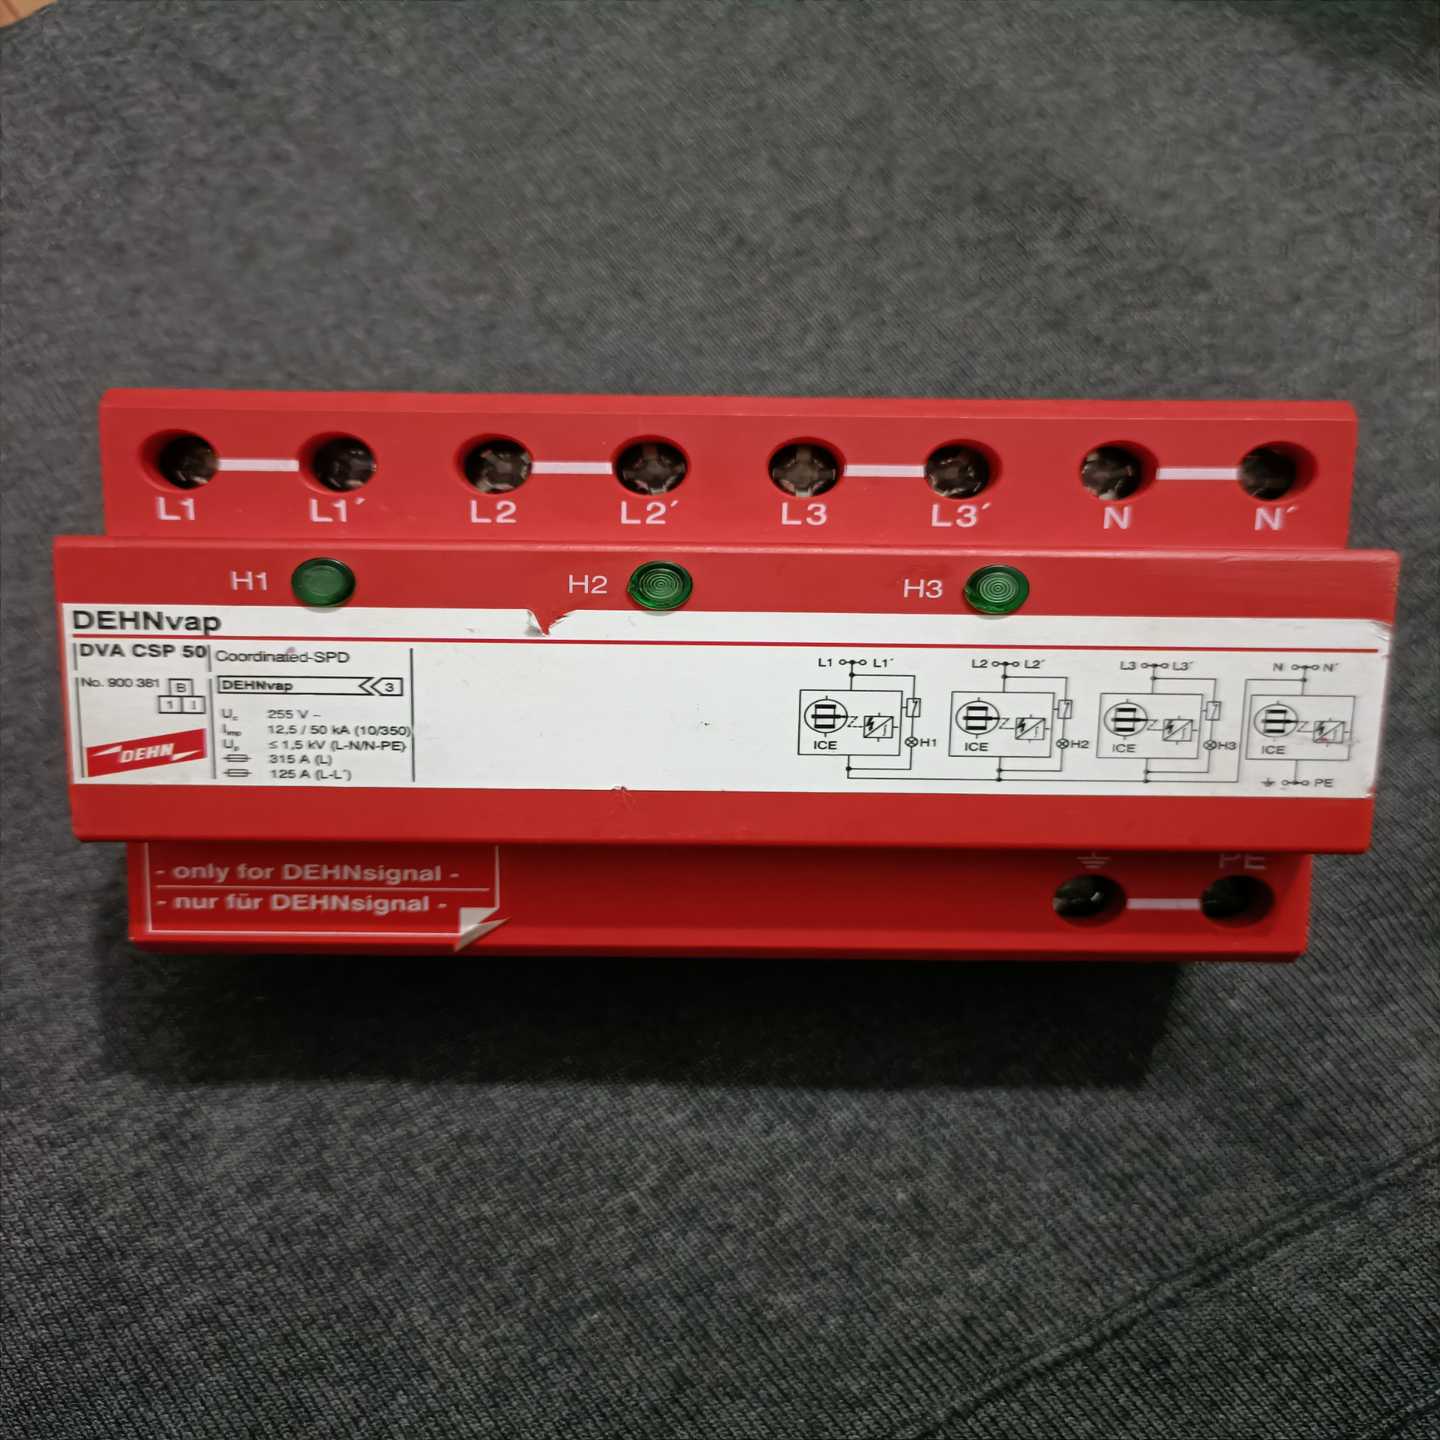 L1 L1´ L2 L2´ L3 L3´ N N´
H1 H2 H3
DEHNvap
DVA CSP 50
No. 900 361
B
1 I
DEHN
Coordinated-SPD
DEHNvap 3
Uc 255 V ~
Iimp 12,5 / 50 kA (10/350)
Up ≤ 1,5 kV (L-N/N-PE)
315 A (L)
125 A (L-L´)
L1 L1´ L2 L2´ L3 L3´ N N´
H1 H2 H3
ICE ICE ICE ICE
PE
- only for DEHNsignal -
- nur für DEHNsignal -
PE